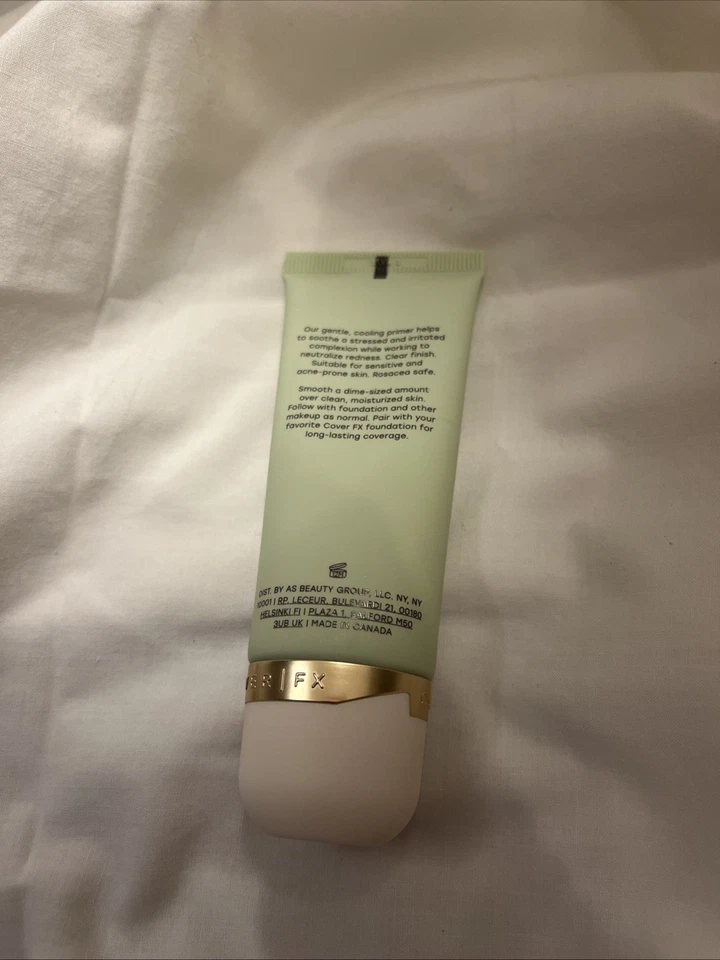 Our gentle, cooling primer helps
to soothe a stressed and irritated
complexion while working to
neutralize redness. Clear finish.
Suitable for sensitive and
acne-prone skin. Rosacea safe.
Smooth a dime-sized amount
over clean, moisturized skin.
Follow with foundation and other
makeup as normal. Pair with your
favorite Cover FX foundation for
long-lasting coverage.
12M
DIST. BY AS BEAUTY GROUP, LLC. NY, NY
10001 | RP. LECEUR, BULEVARDI 21, 00180
HELSINKI FI | PLAZA 1, M60
3UB UK | MADE IN CANADA
ER | FX